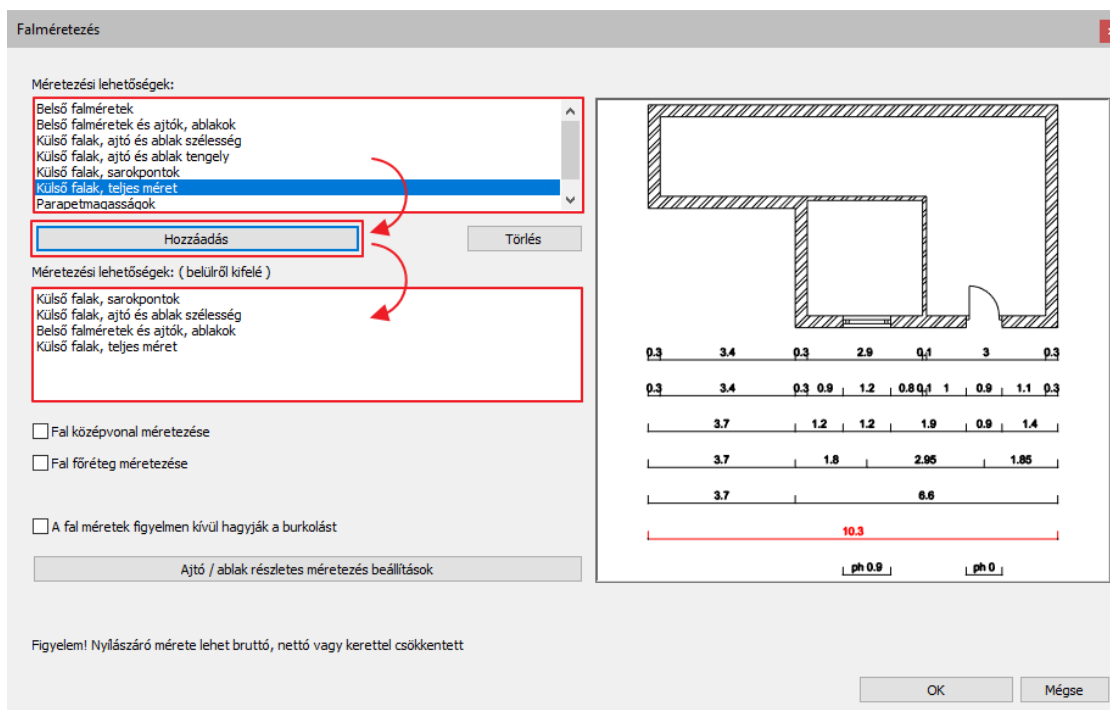 Falméretezés
Méretezési lehetőségek:
Belső falméretek
Belső falméretek és ajtók, ablakok
Külső falak, ajtó és ablak szélesség
Külső falak, ajtó és ablak tengely
Külső falak, sarokpontok
Külső falak, teljes méret
Parapetmagasságok
Hozzáadás Törlés
Méretezési lehetőségek: ( belülről kifelé )
Külső falak, sarokpontok
Külső falak, ajtó és ablak szélesség
Belső falméretek és ajtók, ablakok
Külső falak, teljes méret
Fal középvonal méretezése
Fal főréteg méretezése
A fal méretek figyelmen kívül hagyják a burkolást
Ajtó / ablak részletes méretezés beállítások
Figyelem! Nyílászáró mérete lehet bruttó, nettó vagy kerettel csökkentett
0.3 3.4 0.3 2.9 0.1 3 0.3
0.3 3.4 0.3 0.9 1.2 0.8 0.1 1 0.9 1.1 0.3
3.7 1.2 1.2 1.9 0.9 1.4
3.7 1.8 2.95 1.85
3.7 6.6
10.3
ph 0.9 ph 0
OK Mégse